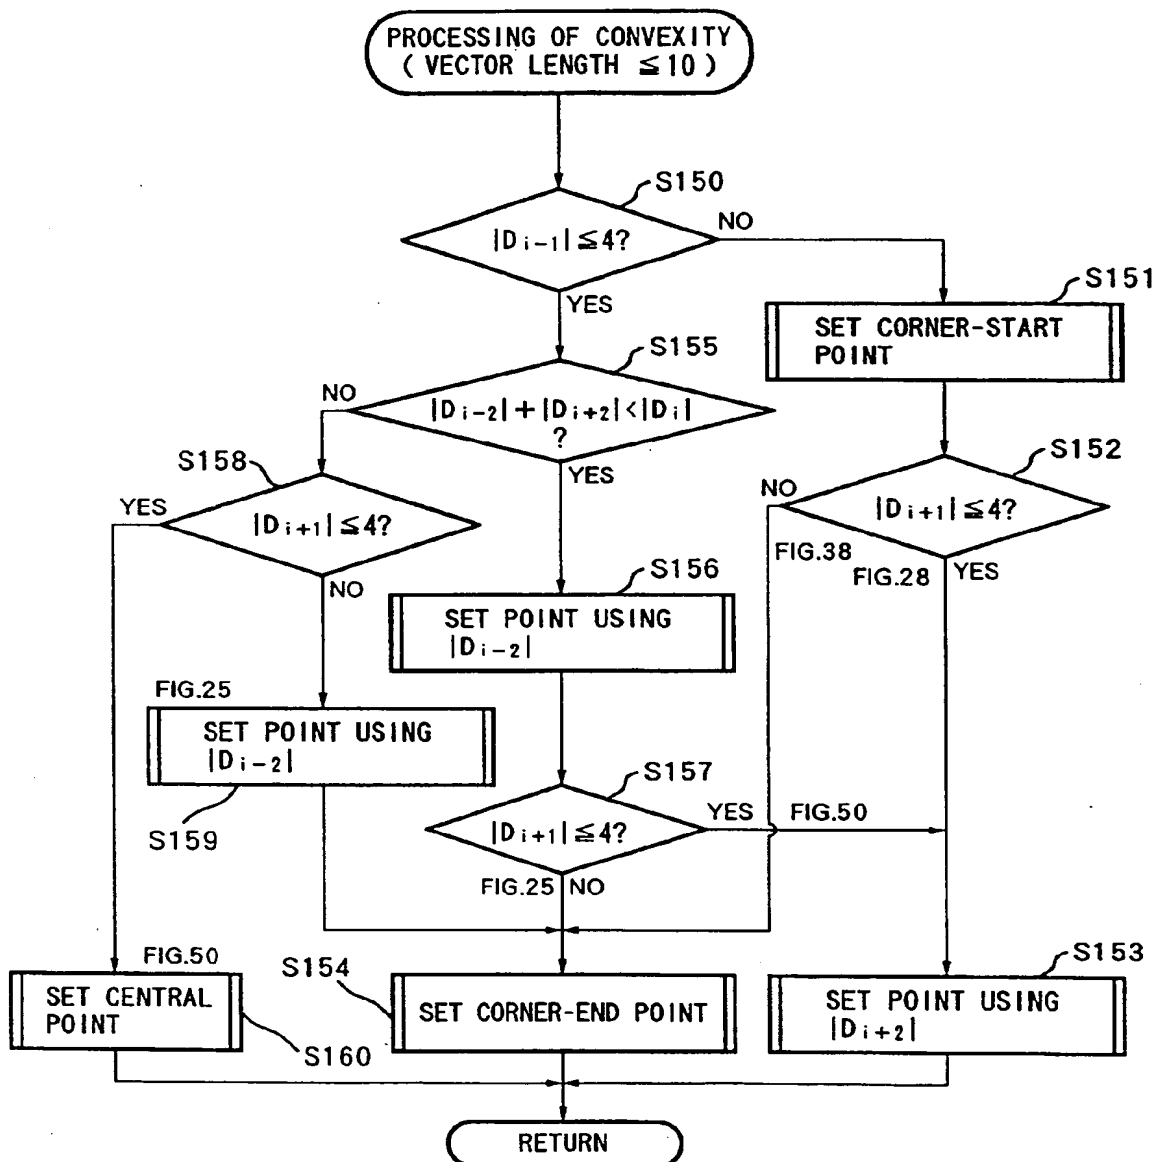 PROCESSING OF CONVEXITY
( VECTOR LENGTH ≦10 )
S150
|Di-1| ≦4?
NO
YES
S151
SET CORNER-START
POINT
S155
NO
|Di-2|+|Di+2|<|Di|
?
YES
S158
YES
|Di+1| ≦4?
NO
S152
NO
|Di+1| ≦4?
FIG.38
FIG.28
YES
S156
SET POINT USING
|Di-2|
FIG.25
SET POINT USING
|Di-2|
S159
S157
|Di+1| ≦4?
YES
FIG.50
FIG.25
NO
FIG.50
SET CENTRAL
POINT
S160
S154
SET CORNER-END POINT
S153
SET POINT USING
|Di+2|
RETURN